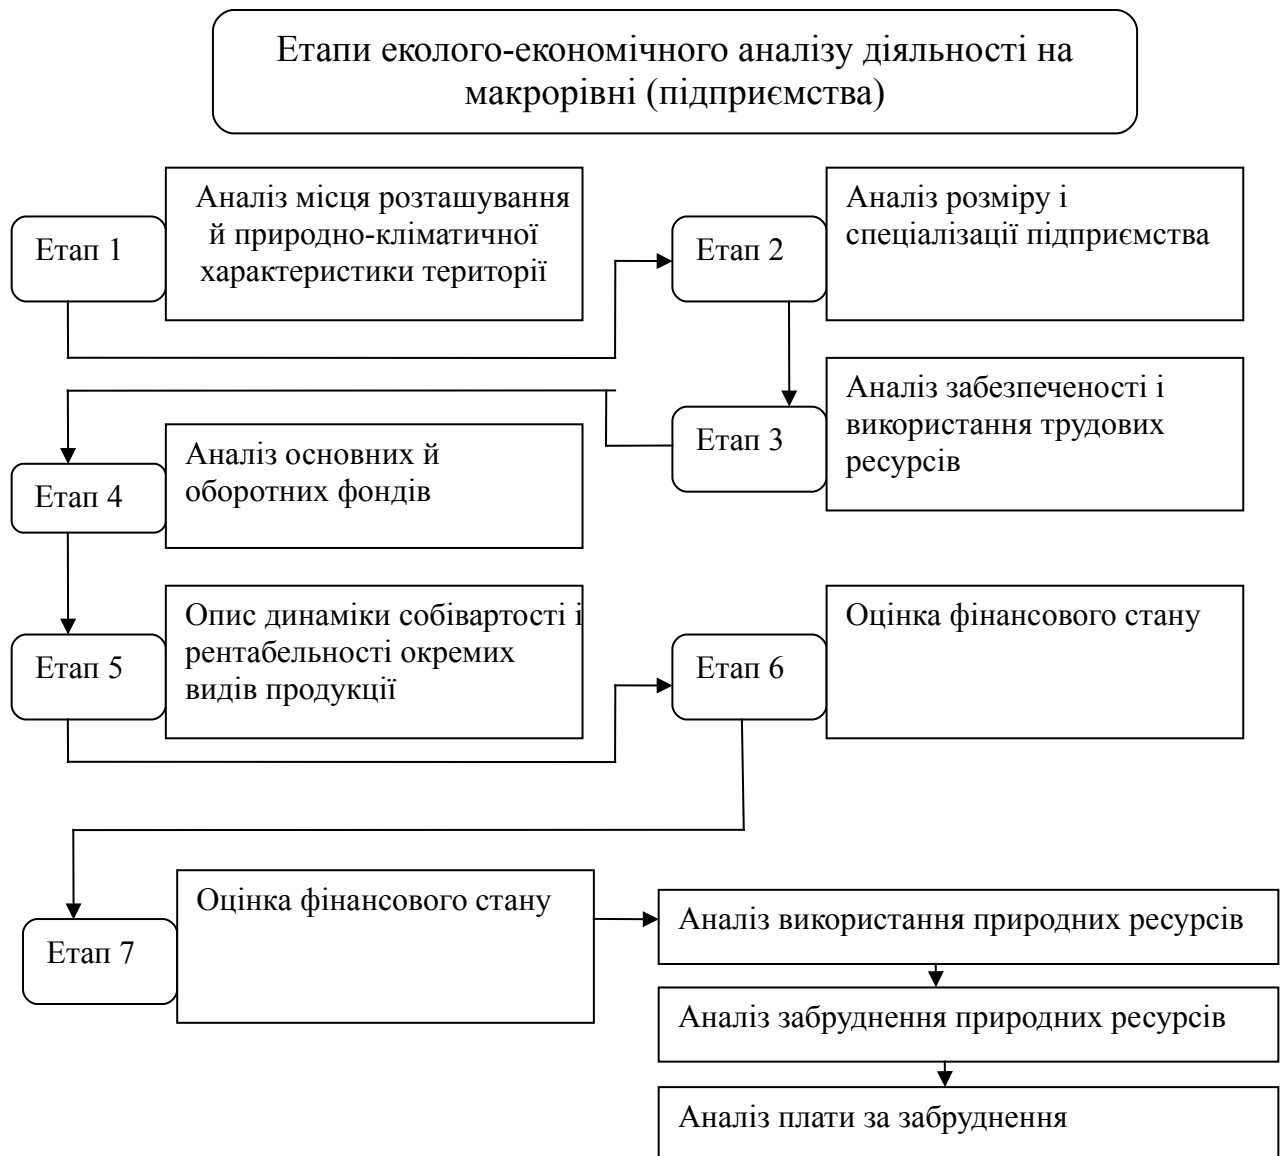 Етапи еколого-економічного аналізу діяльності на
макрорівні (підприємства)
Етап 1
Аналіз місця розташування
й природно-кліматичної
характеристики території
Етап 2
Аналіз розміру і
спеціалізації підприємства
Етап 3
Аналіз забезпеченості і
використання трудових
ресурсів
Етап 4
Аналіз основних й
оборотних фондів
Етап 5
Опис динаміки собівартості і
рентабельності окремих
видів продукції
Етап 6
Оцінка фінансового стану
Етап 7
Оцінка фінансового стану
Аналіз використання природних ресурсів
Аналіз забруднення природних ресурсів
Аналіз плати за забруднення